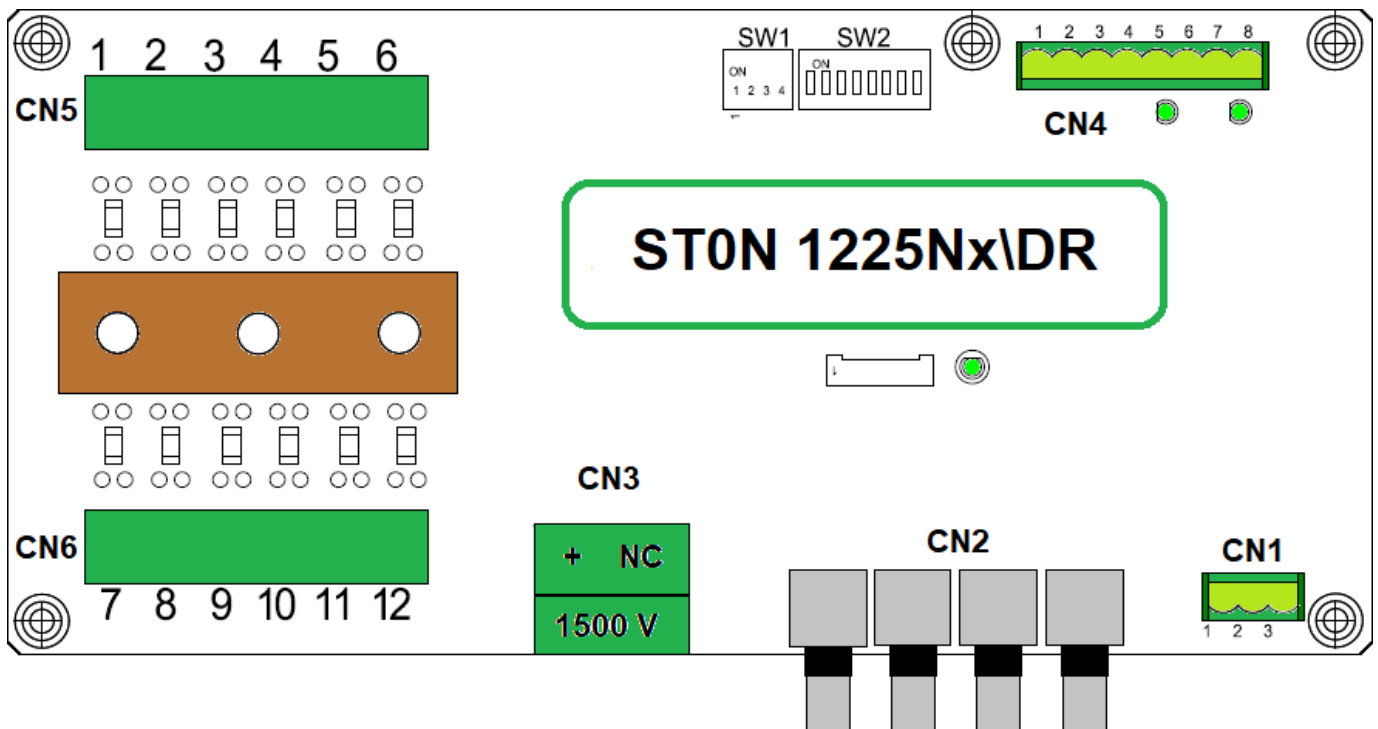 1 2 3 4 5 6
CN5
SW1 SW2
ON
1 2 3 4
ON
1 2 3 4 5 6 7 8
CN4
ST0N 1225Nx\DR
CN3
+ NC
1500 V
CN2
CN1
1 2 3
CN6
7 8 9 10 11 12